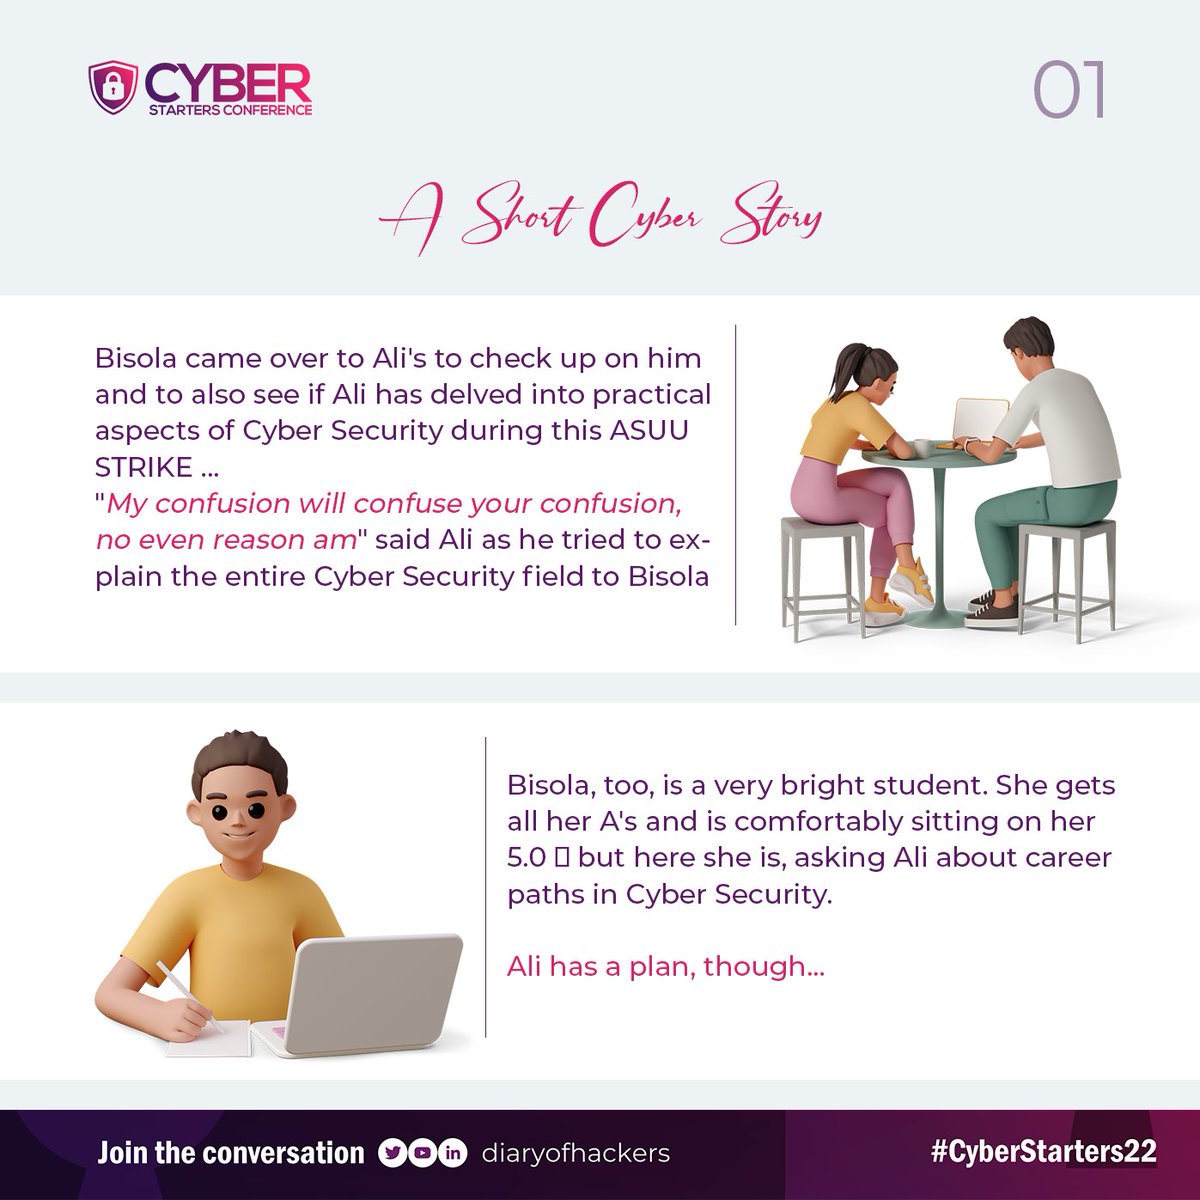 CYBER
STARTERS CONFERENCE
01
A Short Cyber Story
Bisola came over to Ali's to check up on him
and to also see if Ali has delved into practical
aspects of Cyber Security during this ASUU
STRIKE ...
"My confusion will confuse your confusion,
no even reason am" said Ali as he tried to ex-
plain the entire Cyber Security field to Bisola
Bisola, too, is a very bright student. She gets
all her A's and is comfortably sitting on her
5.0 ▯ but here she is, asking Ali about career
paths in Cyber Security.
Ali has a plan, though...
Join the conversation diaryofhackers
#CyberStarters22